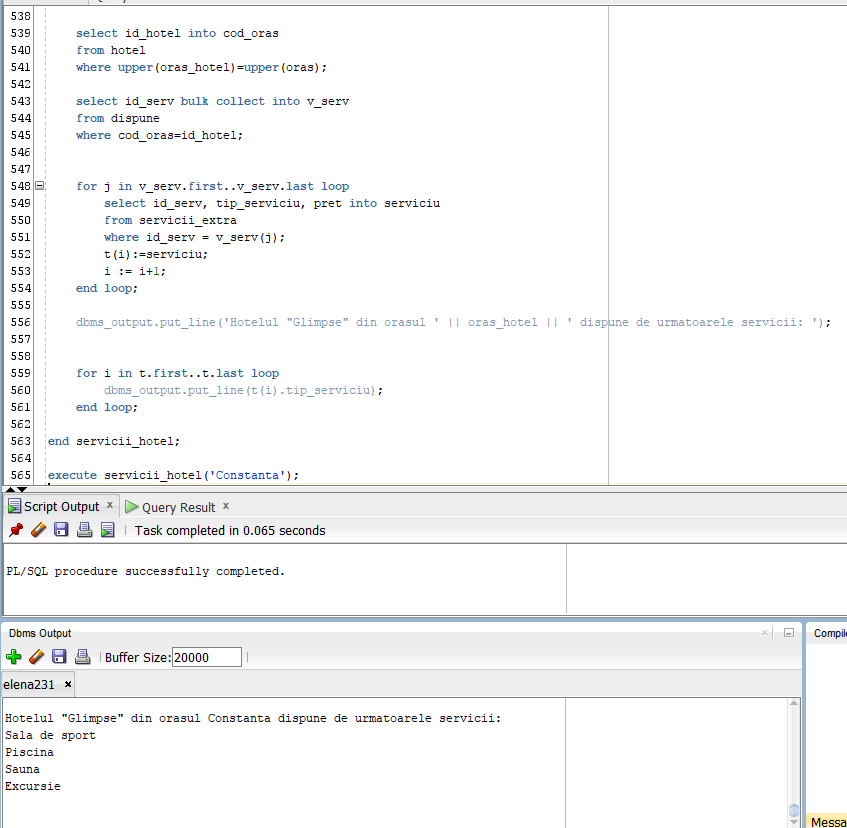 538
539 select id_hotel into cod_oras
540 from hotel
541 where upper(oras_hotel)=upper(oras);
542
543 select id_serv bulk collect into v_serv
544 from dispune
545 where cod_oras=id_hotel;
546
547
548 for j in v_serv.first..v_serv.last loop
549 select id_serv, tip_serviciu, pret into serviciu
550 from servicii_extra
551 where id_serv = v_serv(j);
552 t(i):=serviciu;
553 i := i+1;
554 end loop;
555
556 dbms_output.put_line('Hotelul "Glimpse" din orasul ' || oras_hotel || ' dispune de urmatoarele servicii: ');
557
558
559 for i in t.first..t.last loop
560 dbms_output.put_line(t(i).tip_serviciu);
561 end loop;
562
563 end servicii_hotel;
564
565 execute servicii_hotel('Constanta');
Script Output x Query Result x
Task completed in 0.065 seconds
PL/SQL procedure successfully completed.
Dbms Output
Buffer Size: 20000
elena231 x
Hotelul "Glimpse" din orasul Constanta dispune de urmatoarele servicii:
Sala de sport
Piscina
Sauna
Excursie